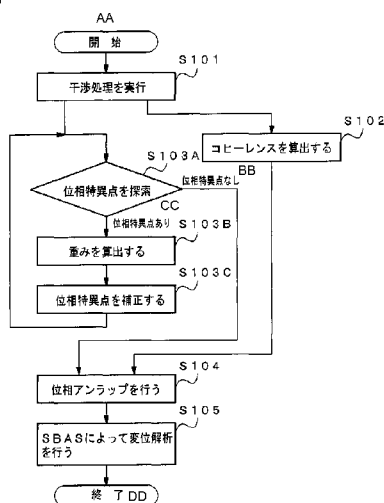 AA
開 始
S101
干渉処理を実行
S102
コヒーレンスを算出する
BB
S103A
位相特異点を探索
位相特異点なし
CC
位相特異点あり
S103B
重みを算出する
S103C
位相特異点を補正する
S104
位相アンラップを行う
S105
SBASによって変位解析
を行う
終 了 DD